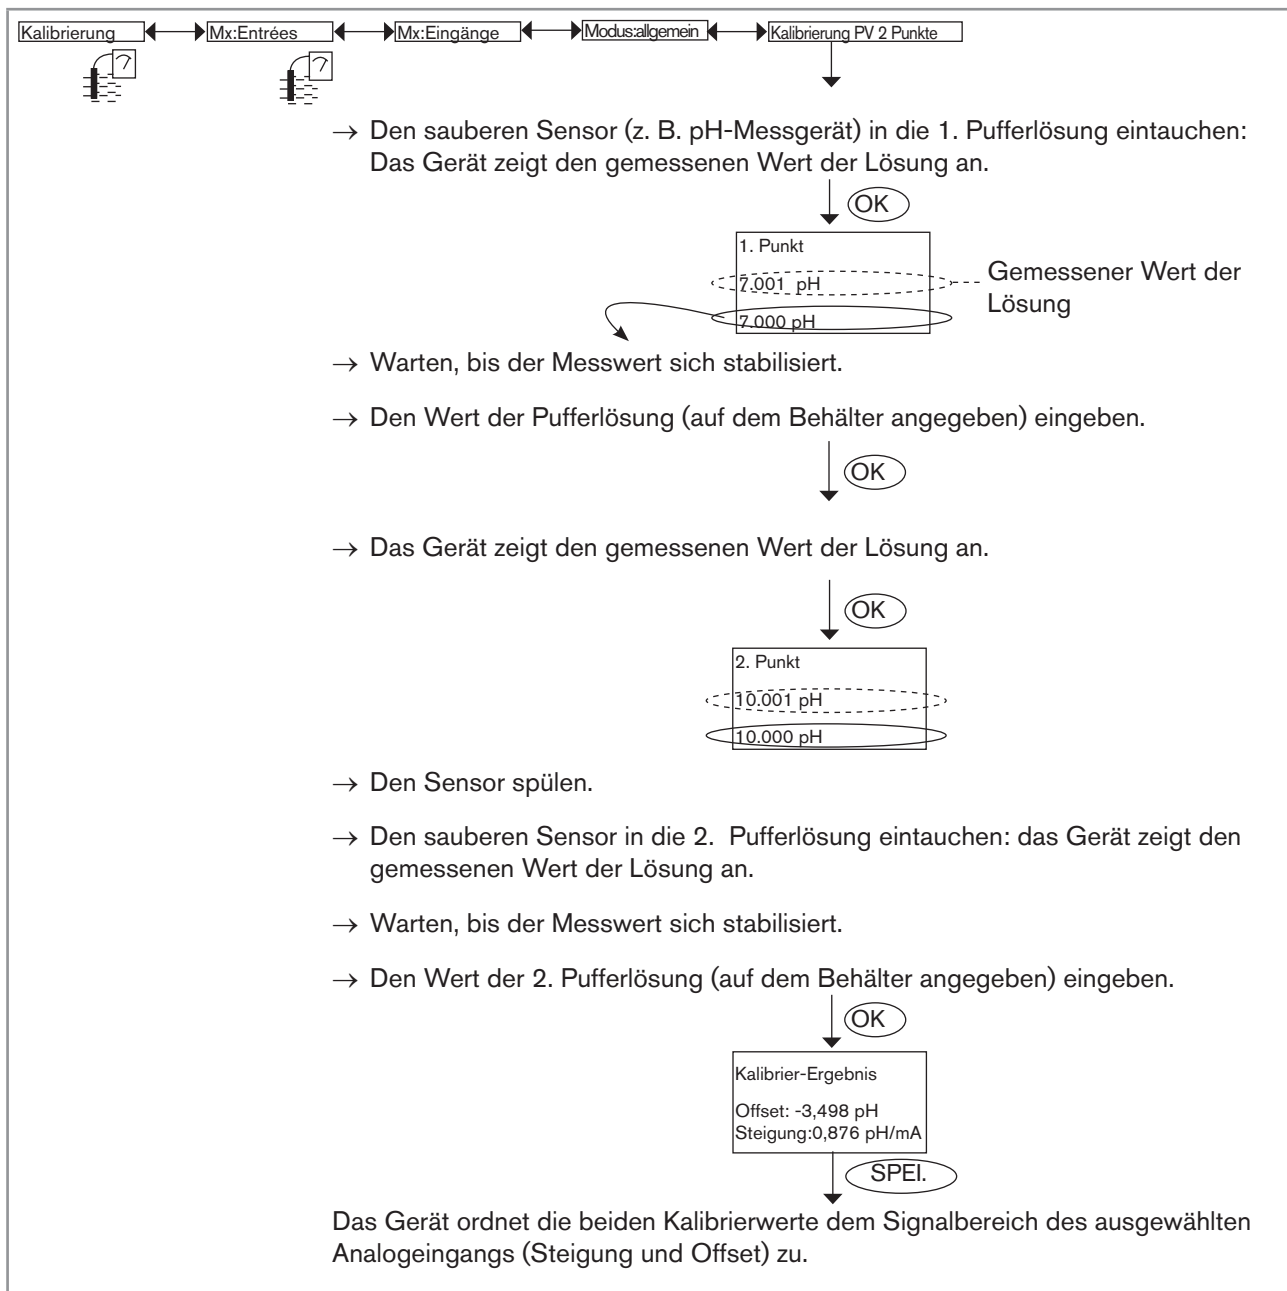 Kalibrierung Mx:Entrées Mx:Eingänge Modus:allgemein Kalibrierung PV 2 Punkte
→ Den sauberen Sensor (z. B. pH-Messgerät) in die 1. Pufferlösung eintauchen:
Das Gerät zeigt den gemessenen Wert der Lösung an.
OK
1. Punkt
7.001 pH
Gemessener Wert der
Lösung
7.000 pH
→ Warten, bis der Messwert sich stabilisiert.
→ Den Wert der Pufferlösung (auf dem Behälter angegeben) eingeben.
OK
→ Das Gerät zeigt den gemessenen Wert der Lösung an.
OK
2. Punkt
10.001 pH
10.000 pH
→ Den Sensor spülen.
→ Den sauberen Sensor in die 2. Pufferlösung eintauchen: das Gerät zeigt den
gemessenen Wert der Lösung an.
→ Warten, bis der Messwert sich stabilisiert.
→ Den Wert der 2. Pufferlösung (auf dem Behälter angegeben) eingeben.
OK
Kalibrier-Ergebnis
Offset: -3,498 pH
Steigung:0,876 pH/mA
SPEI.
Das Gerät ordnet die beiden Kalibrierwerte dem Signalbereich des ausgewählten
Analogeingangs (Steigung und Offset) zu.